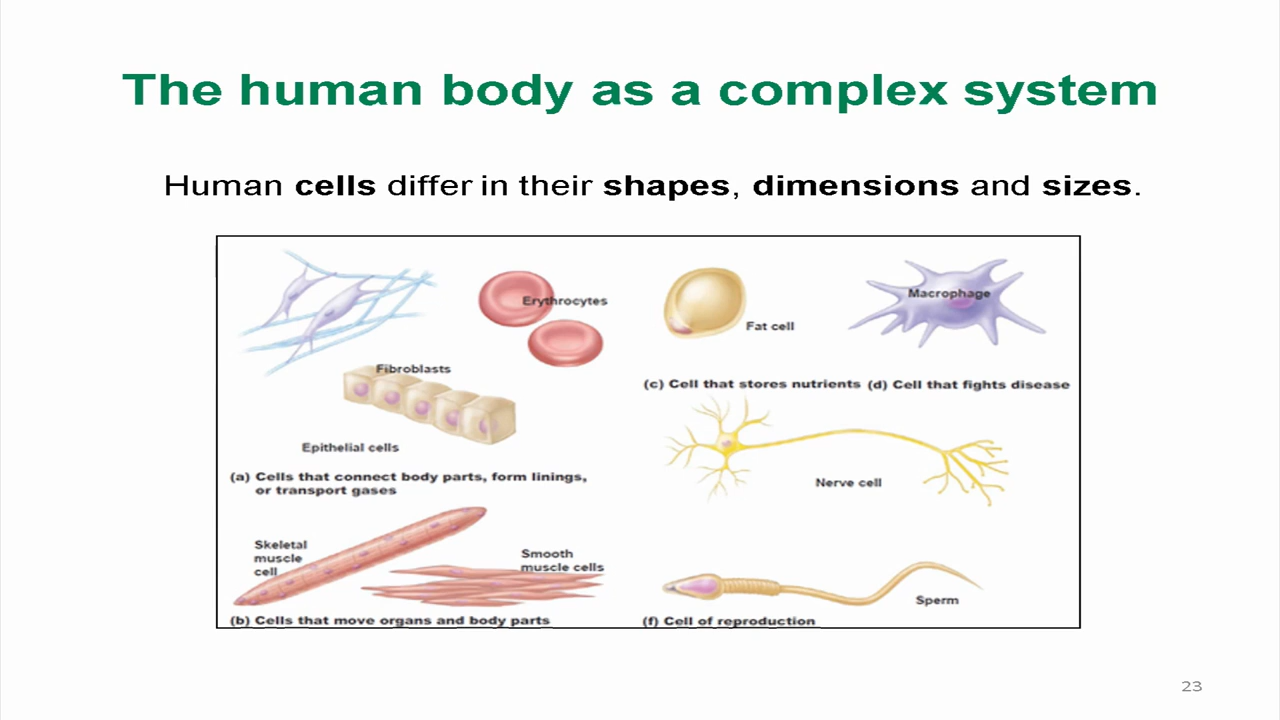 The human body as a complex system
Human cells differ in their shapes, dimensions and sizes.
Erythrocytes
Fibroblasts
Epithelial cells
(a) Cells that connect body parts, form linings,
or transport gases
Skeletal
muscle
cell
Smooth
muscle cells
(b) Cells that move organs and body parts
Fat cell
Macrophage
(c) Cell that stores nutrients
(d) Cell that fights disease
Nerve cell
Sperm
(f) Cell of reproduction
23